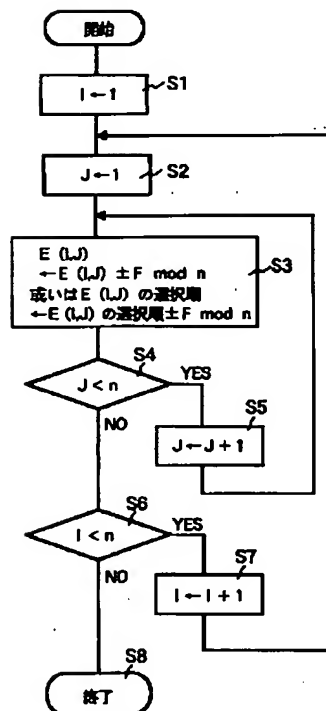 開始
S1
I←1
S2
J←1
S3
E (I,J)
←E (I,J) ±F mod n
或いはE (I,J) の選択順
←E (I,J) の選択順±F mod n
S4
J<n
YES
NO
S5
J←J+1
S6
I<n
YES
NO
S7
I←I+1
S8
終了